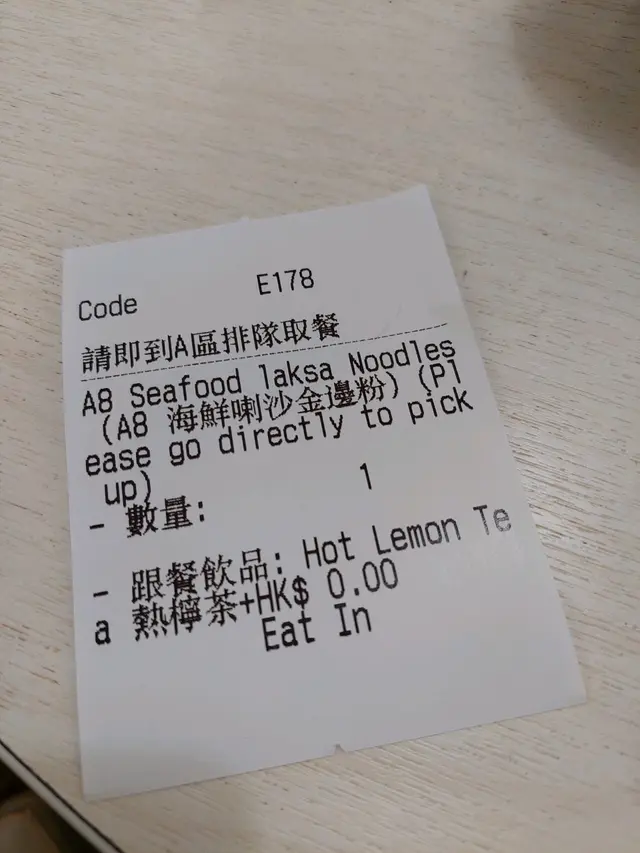 Code E178
請即到A區排隊取餐
A8 Seafood laksa Noodles
(A8 海鮮喇沙金邊粉) (Pl
ease go directly to pick
up)
- 數量: 1
- 跟餐飲品: Hot Lemon Te
a 熱檸茶+HK$ 0.00
Eat In